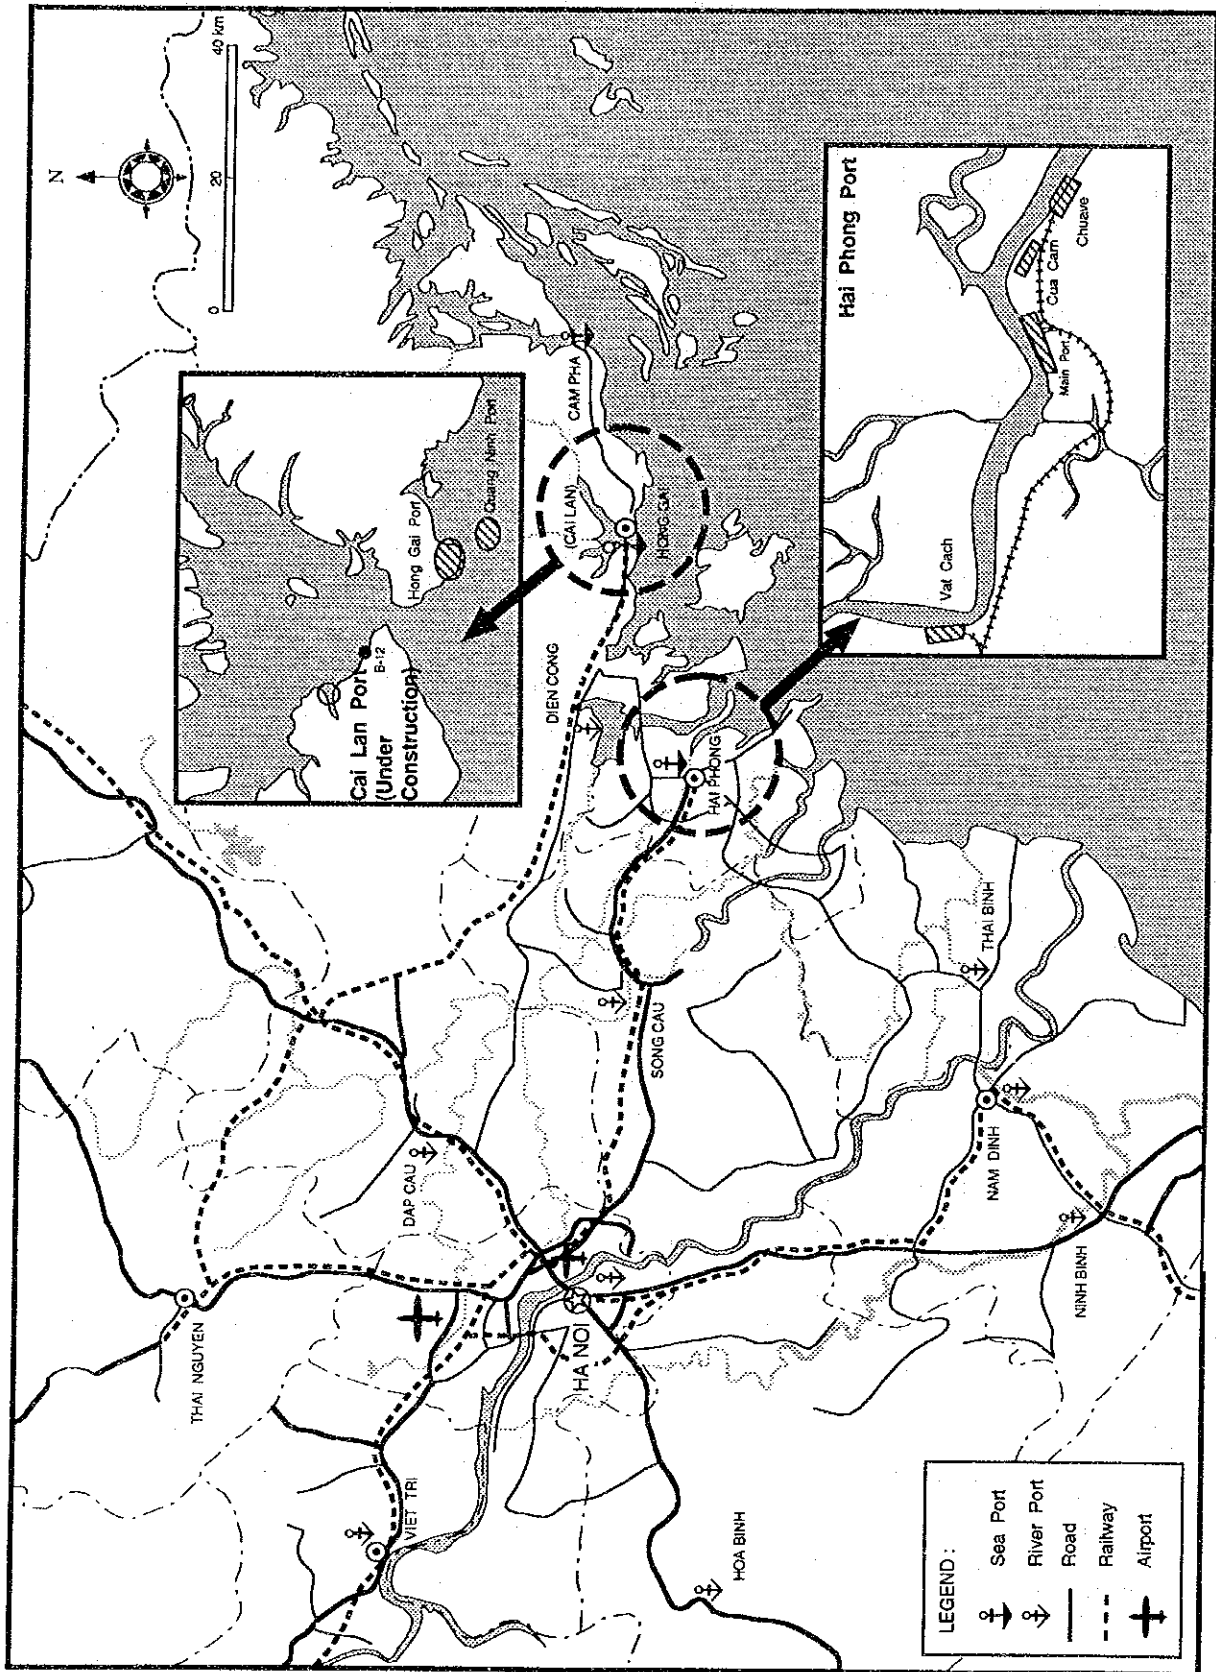 N
0
20
40 km
Cai Lan Port
(Under
Construction)
B-12
Hong Gai Port
Quang Ninh Port
THAI NGUYEN
DAP CAU
VIET TRI
HA NOI
HOA BINH
SONG CAU
DIEN CONG
(CAI LAN)
HONG GAI
CAM PHA
HAI PHONG
THAI BINH
NAM DINH
NINH BINH
Hai Phong Port
Vat Cach
Main Port
Cua Cam
Chuave
LEGEND :
Sea Port
River Port
Road
Railway
Airport